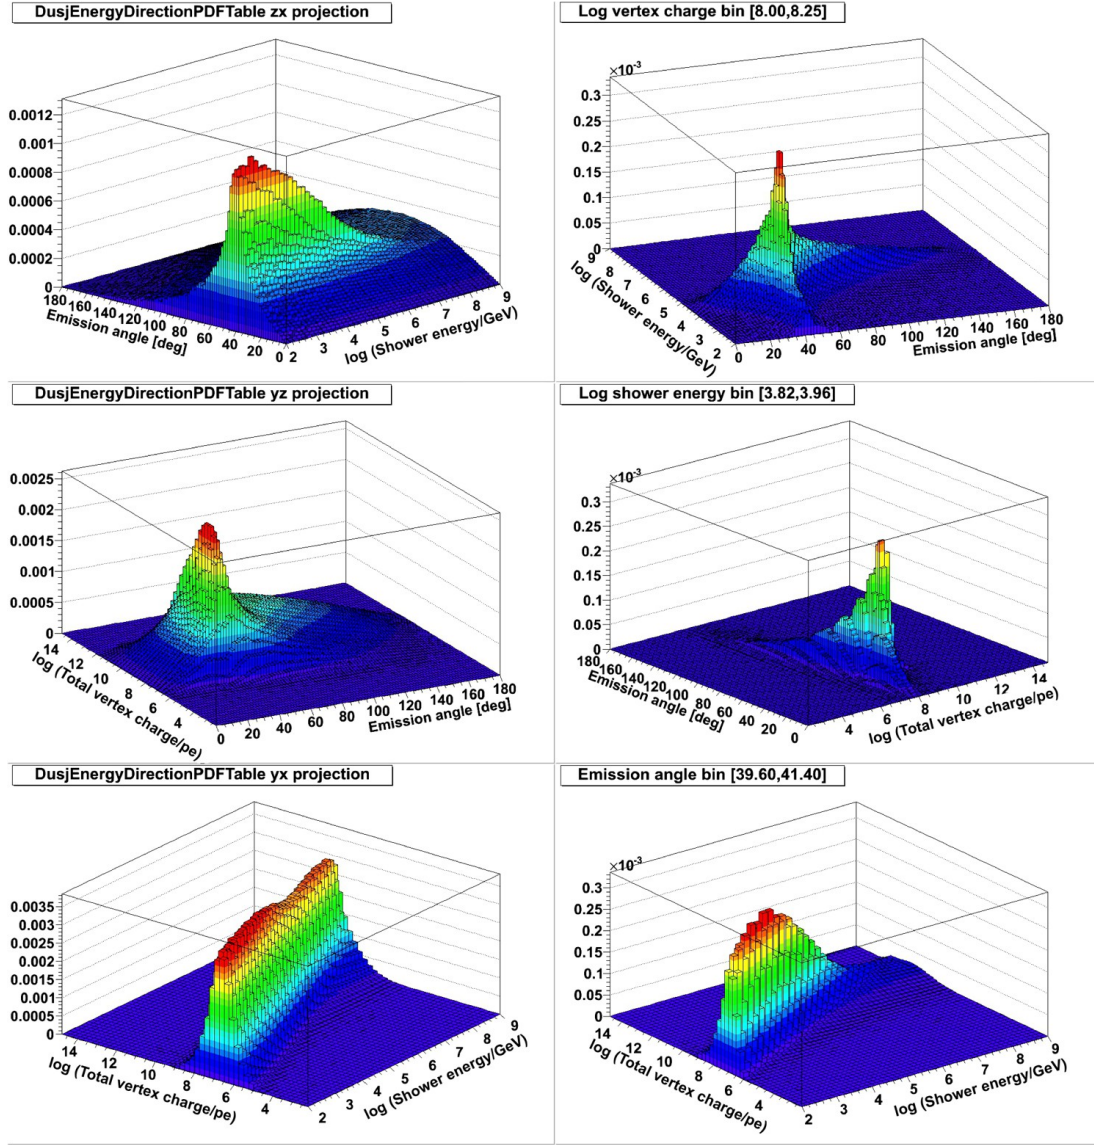 DusjEnergyDirectionPDFTable zx projection
0.0012
0.001
0.0008
0.0006
0.0004
0.0002
0
180 160 140 120 100 80 60 40 20 0
Emission angle [deg]
2 3 4 5 6 7 8 9
log (Shower energy/GeV)
Log vertex charge bin [8.00,8.25]
×10-3
0.3
0.25
0.2
0.15
0.1
0.05
0
9 8 7 6 5 4 3 2
log (Shower energy/GeV)
0 20 40 60 80 100 120 140 160 180
Emission angle [deg]
DusjEnergyDirectionPDFTable yz projection
0.0025
0.002
0.0015
0.001
0.0005
0
14 12 10 8 6 4
log (Total vertex charge/pe)
0 20 40 60 80 100 120 140 160 180
Emission angle [deg]
Log shower energy bin [3.82,3.96]
×10-3
0.3
0.25
0.2
0.15
0.1
0.05
0
180 160 140 120 100 80 60 40 20 0
Emission angle [deg]
4 6 8 10 12 14
log (Total vertex charge/pe)
DusjEnergyDirectionPDFTable yx projection
0.0035
0.003
0.0025
0.002
0.0015
0.001
0.0005
0
14 12 10 8 6 4
log (Total vertex charge/pe)
2 3 4 5 6 7 8 9
log (Shower energy/GeV)
Emission angle bin [39.60,41.40]
×10-3
0.3
0.25
0.2
0.15
0.1
0.05
0
14 12 10 8 6 4
log (Total vertex charge/pe)
2 3 4 5 6 7 8 9
log (Shower energy/GeV)